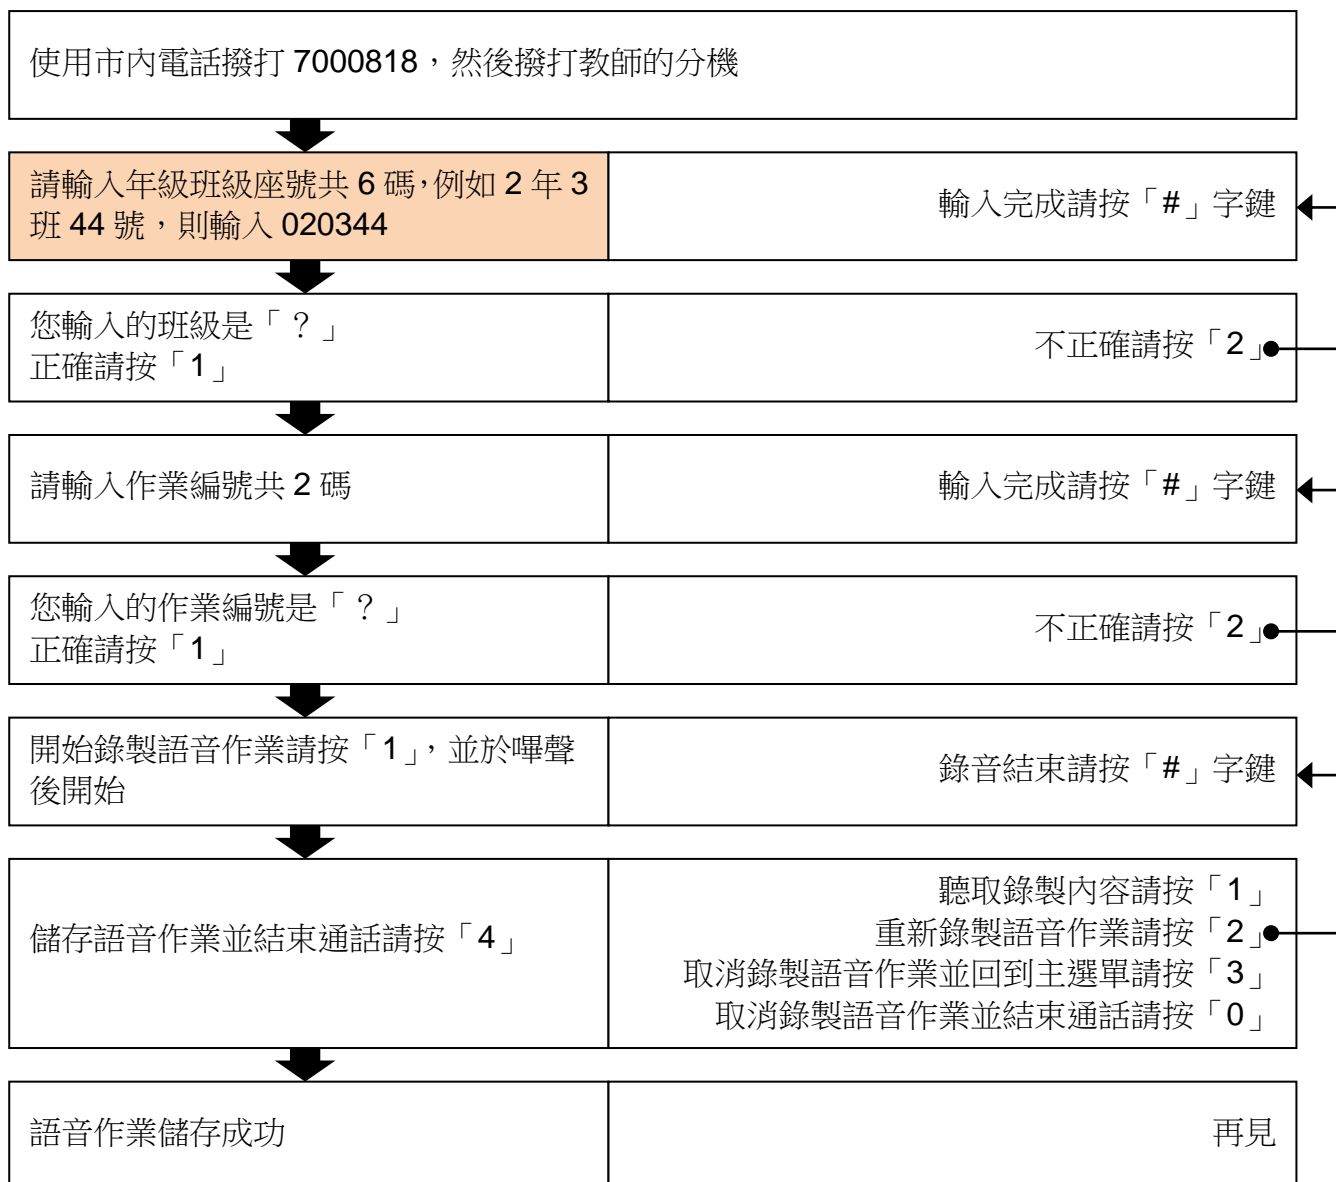 使用市內電話撥打 7000818，然後撥打教師的分機
請輸入年級班級座號共 6 碼，例如 2 年 3
班 44 號，則輸入 020344
輸入完成請按「#」字鍵
您輸入的班級是「？」
正確請按「1」
不正確請按「2」
請輸入作業編號共 2 碼
輸入完成請按「#」字鍵
您輸入的作業編號是「？」
正確請按「1」
不正確請按「2」
開始錄製語音作業請按「1」，並於嗶聲
後開始
錄音結束請按「#」字鍵
儲存語音作業並結束通話請按「4」
聽取錄製內容請按「1」
重新錄製語音作業請按「2」
取消錄製語音作業並回到主選單請按「3」
取消錄製語音作業並結束通話請按「0」
語音作業儲存成功
再見